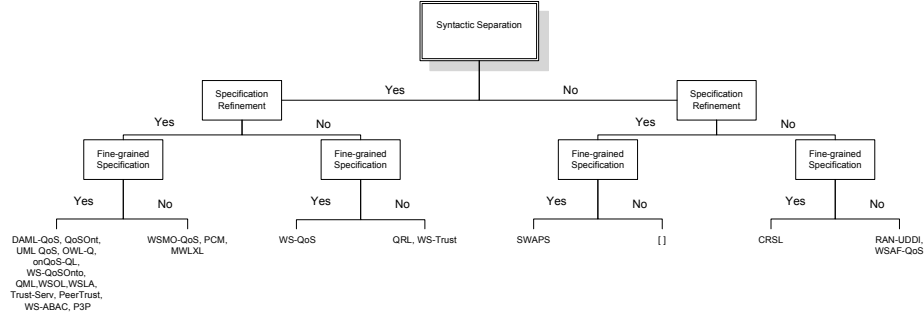 Syntactic Separation
Yes
No
Specification
Refinement
Specification
Refinement
Yes
No
Yes
No
Fine-grained
Specification
Fine-grained
Specification
Fine-grained
Specification
Fine-grained
Specification
Yes
No
Yes
No
Yes
No
Yes
No
DAML-QoS, QoSOnt,
UML QoS, OWL-Q,
onQoS-QL,
WS-QoSOnto,
QML,WSOL,WSLA,
Trust-Serv, PeerTrust,
WS-ABAC, P3P
WSMO-QoS, PCM,
MWLXL
WS-QoS
QRL, WS-Trust
SWAPS
[ ]
CRSL
RAN-UDDI,
WSAF-QoS